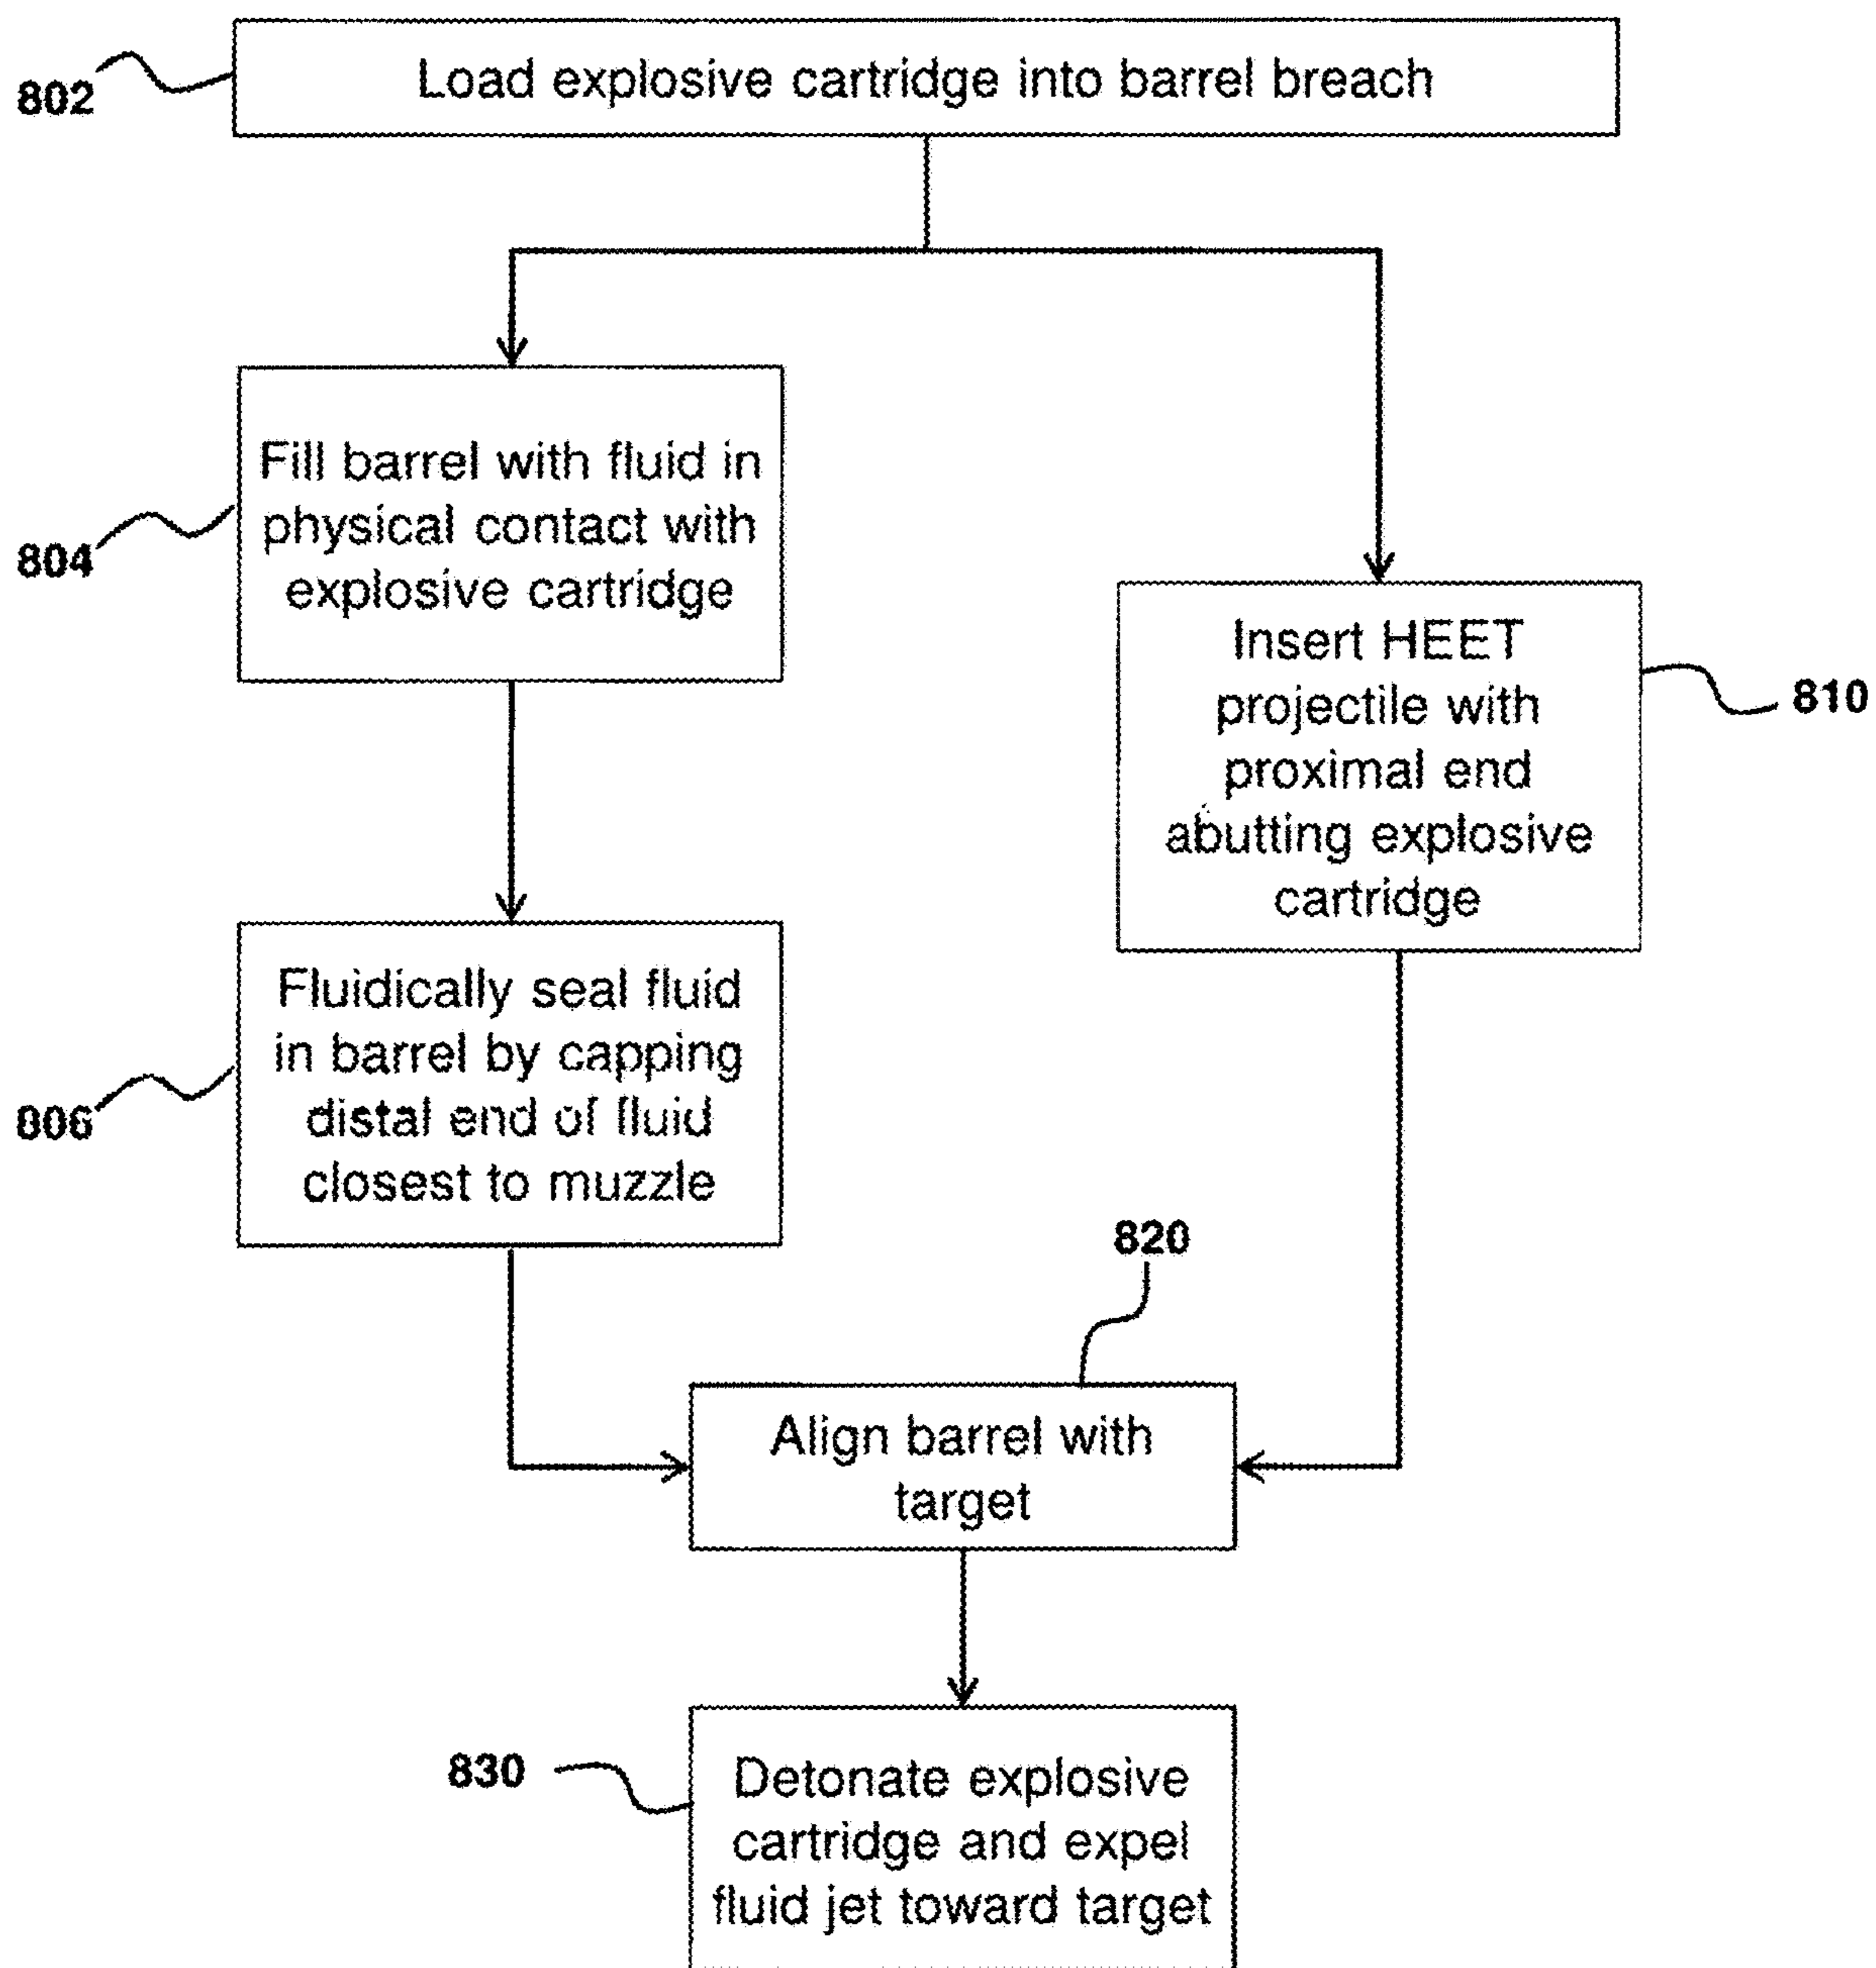 802
Load explosive cartridge into barrel breach
804
Fill barrel with fluid in
physical contact with
explosive cartridge
Insert HEET
projectile with
proximal end
abutting explosive
cartridge
810
806
Fluidically seal fluid
in barrel by capping
distal end of fluid
closest to muzzle
820
Align barrel with
target
830
Detonate explosive
cartridge and expel
fluid jet toward target